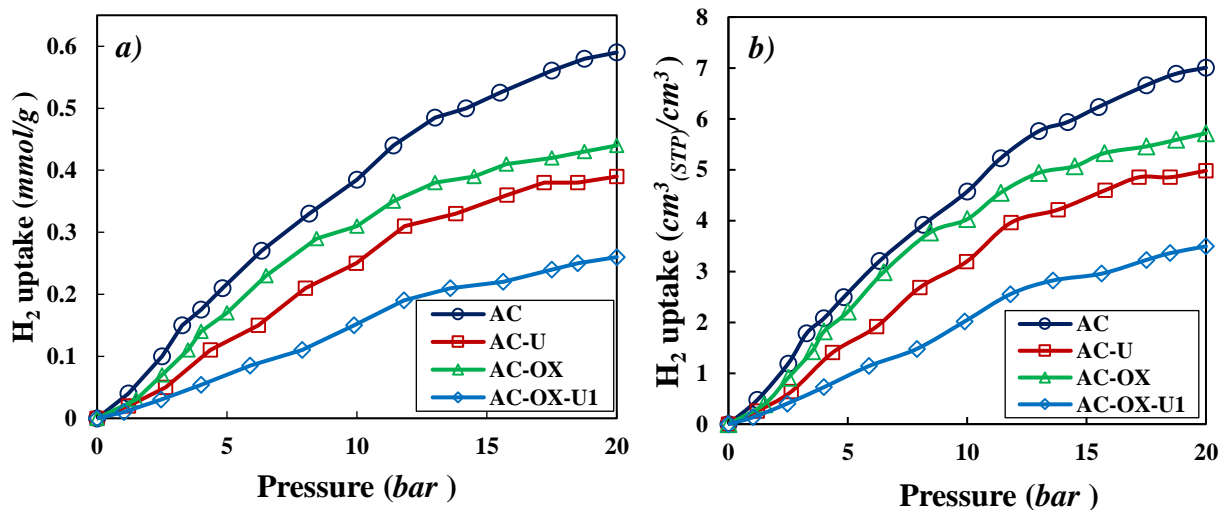 a)
H₂ uptake (mmol/g)
0.6
0.5
0.4
0.3
0.2
0.1
0
AC
AC-U
AC-OX
AC-OX-U1
0 5 10 15 20
Pressure (bar )
b)
H₂ uptake (cm³(STP)/cm³)
8
7
6
5
4
3
2
1
0
AC
AC-U
AC-OX
AC-OX-U1
0 5 10 15 20
Pressure (bar )